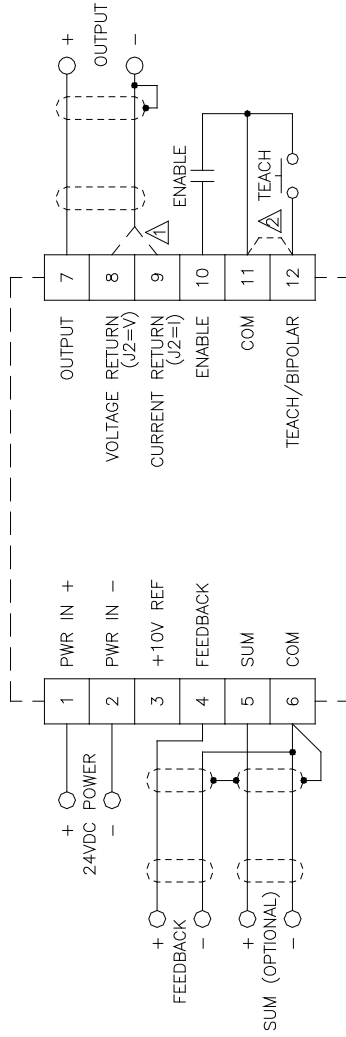 +
24VDC POWER
-
1 PWR IN +
2 PWR IN -
3 +10V REF
4 FEEDBACK
5 SUM
6 COM
+
FEEDBACK
-
+
SUM (OPTIONAL)
-
7 OUTPUT
8 VOLTAGE RETURN
(J2=V)
9 CURRENT RETURN
(J2=I)
10 ENABLE
11 COM
12 TEACH/BIPOLAR
+
OUTPUT
-
1
ENABLE
2
TEACH